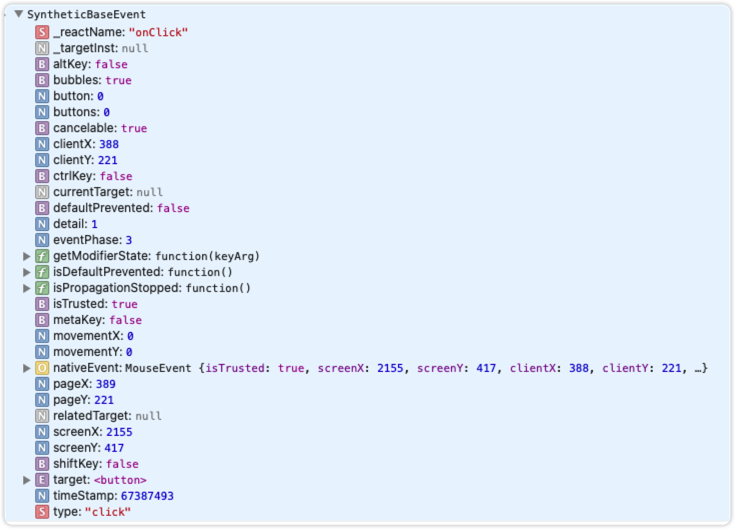 SyntheticBaseEvent
S _reactName: "onClick"
N _targetInst: null
B altKey: false
B bubbles: true
N button: 0
N buttons: 0
B cancelable: true
N clientX: 388
N clientY: 221
B ctrlKey: false
N currentTarget: null
B defaultPrevented: false
N detail: 1
N eventPhase: 3
f getModifierState: function(keyArg)
f isDefaultPrevented: function()
f isPropagationStopped: function()
B isTrusted: true
B metaKey: false
N movementX: 0
N movementY: 0
O nativeEvent: MouseEvent {isTrusted: true, screenX: 2155, screenY: 417, clientX: 388, clientY: 221, …}
N pageX: 389
N pageY: 221
N relatedTarget: null
N screenX: 2155
N screenY: 417
B shiftKey: false
E target: <button>
N timeStamp: 67387493
S type: "click"